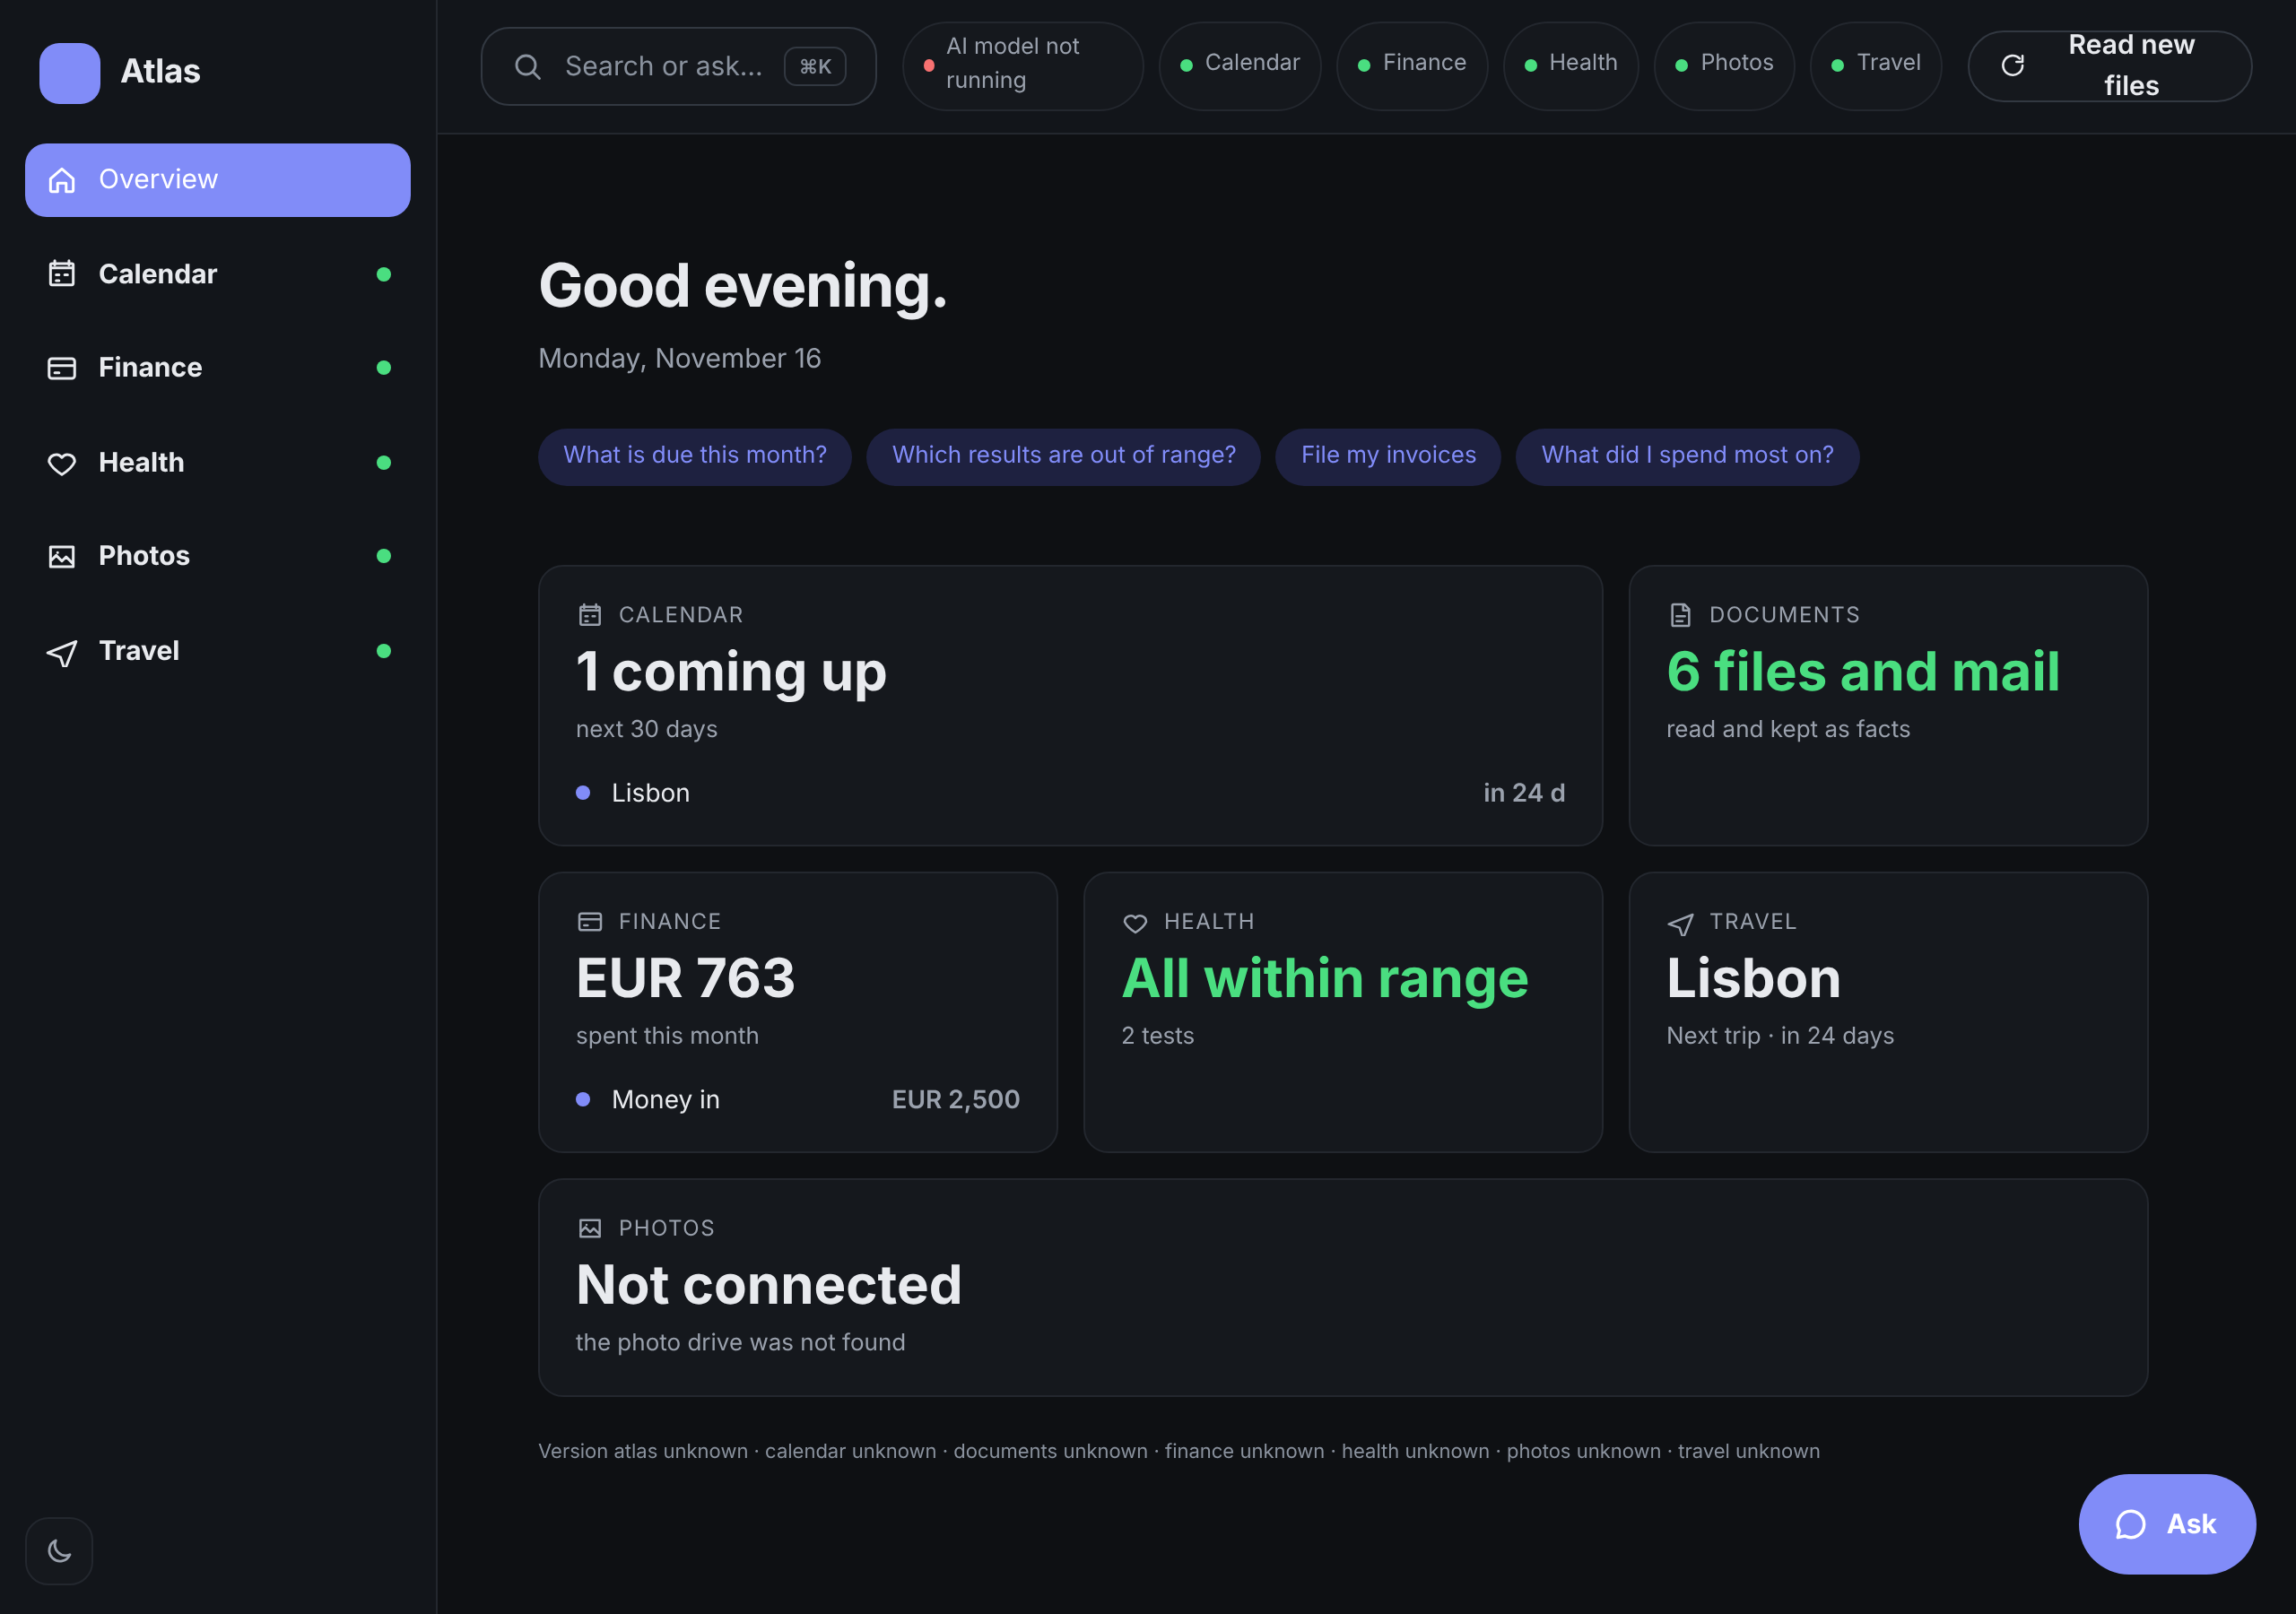 Atlas
Search or ask...
⌘K
AI model not
running
Calendar
Finance
Health
Photos
Travel
Read new
files
Overview
Calendar
Finance
Health
Photos
Travel
Good evening.
Monday, November 16
What is due this month?
Which results are out of range?
File my invoices
What did I spend most on?
CALENDAR
1 coming up
next 30 days
Lisbon
in 24 d
DOCUMENTS
6 files and mail
read and kept as facts
FINANCE
EUR 763
spent this month
Money in
EUR 2,500
HEALTH
All within range
2 tests
TRAVEL
Lisbon
Next trip · in 24 days
PHOTOS
Not connected
the photo drive was not found
Version atlas unknown · calendar unknown · documents unknown · finance unknown · health unknown · photos unknown · travel unknown
Ask